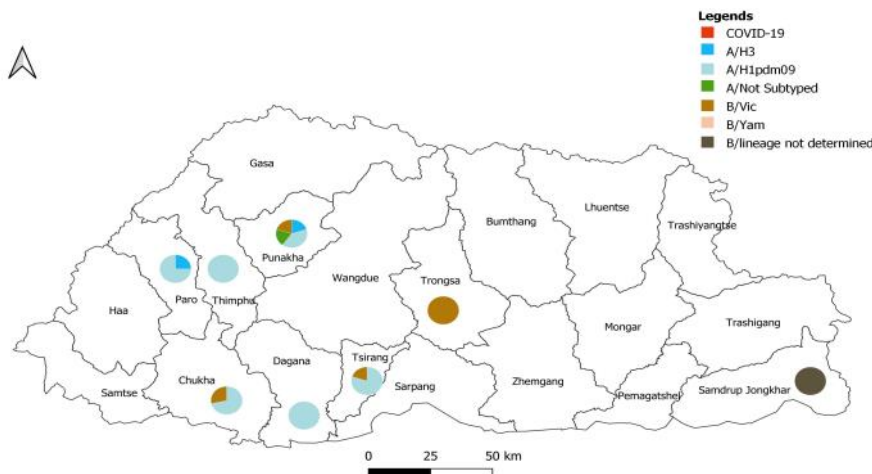 Legends
COVID-19
A/H3
A/H1pdm09
A/Not Subtyped
B/Vic
B/Yam
B/lineage not determined
Gasa
Lhuentse
Bumthang
Trashiyangtse
Punakha
Wangdue
Trongsa
Paro
Thimphu
Haa
Mongar
Trashigang
Dagana
Tsirang
Chukha
Samtse
Sarpang
Zhemgang
Pemagatshel
Samdrup Jongkhar
0 25 50 km